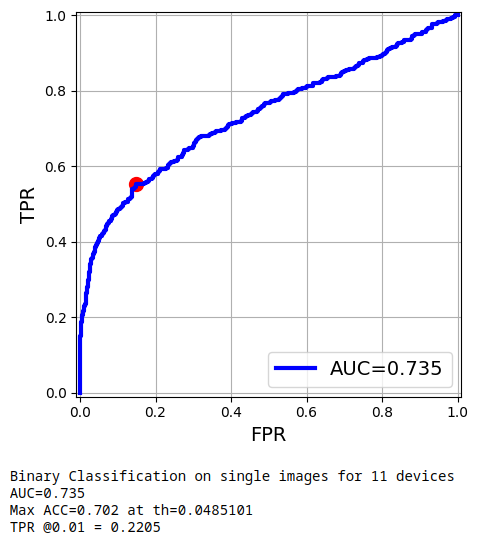 1.0
0.8
0.6
0.4
0.2
0.0
TPR
AUC=0.735
0.0 0.2 0.4 0.6 0.8 1.0
FPR
Binary Classification on single images for 11 devices
AUC=0.735
Max ACC=0.702 at th=0.0485101
TPR @0.01 = 0.2205